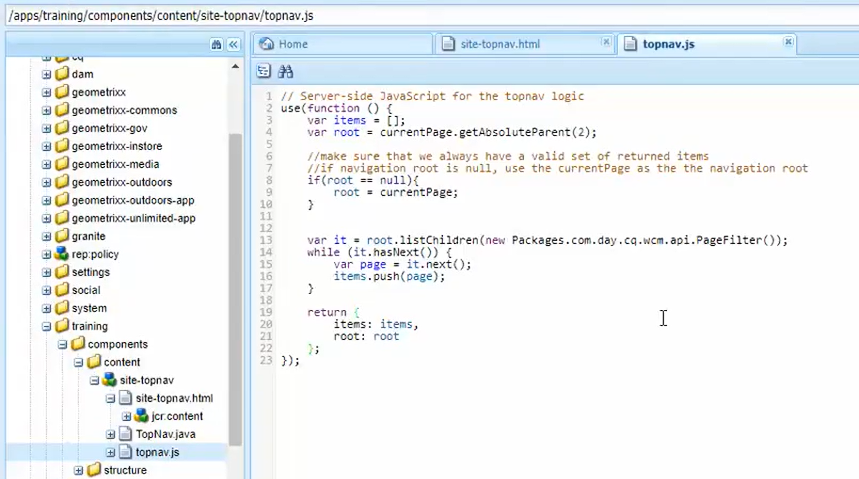 /apps/training/components/content/site-topnav/topnav.js
Home
site-topnav.html
topnav.js
cq
dam
geometrixx
geometrixx-commons
geometrixx-gov
geometrixx-instore
geometrixx-media
geometrixx-outdoors
geometrixx-outdoors-app
geometrixx-unlimited-app
granite
rep:policy
settings
social
system
training
components
content
site-topnav
site-topnav.html
jcr:content
TopNav.java
topnav.js
structure
1 // Server-side JavaScript for the topnav logic
2 use(function () {
3 var items = [];
4 var root = currentPage.getAbsoluteParent(2);
5
6 //make sure that we always have a valid set of returned items
7 //if navigation root is null, use the currentPage as the the navigation root
8 if(root == null){
9 root = currentPage;
10 }
11
12
13 var it = root.listChildren(new Packages.com.day.cq.wcm.api.PageFilter());
14 while (it.hasNext()) {
15 var page = it.next();
16 items.push(page);
17 }
18
19 return {
20 items: items,
21 root: root
22 };
23 });